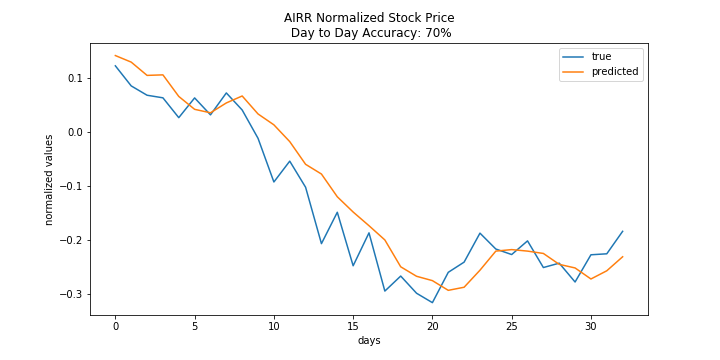 AIRR Normalized Stock Price
Day to Day Accuracy: 70%
true
predicted
normalized values
0.1
0.0
−0.1
−0.2
−0.3
0 5 10 15 20 25 30
days